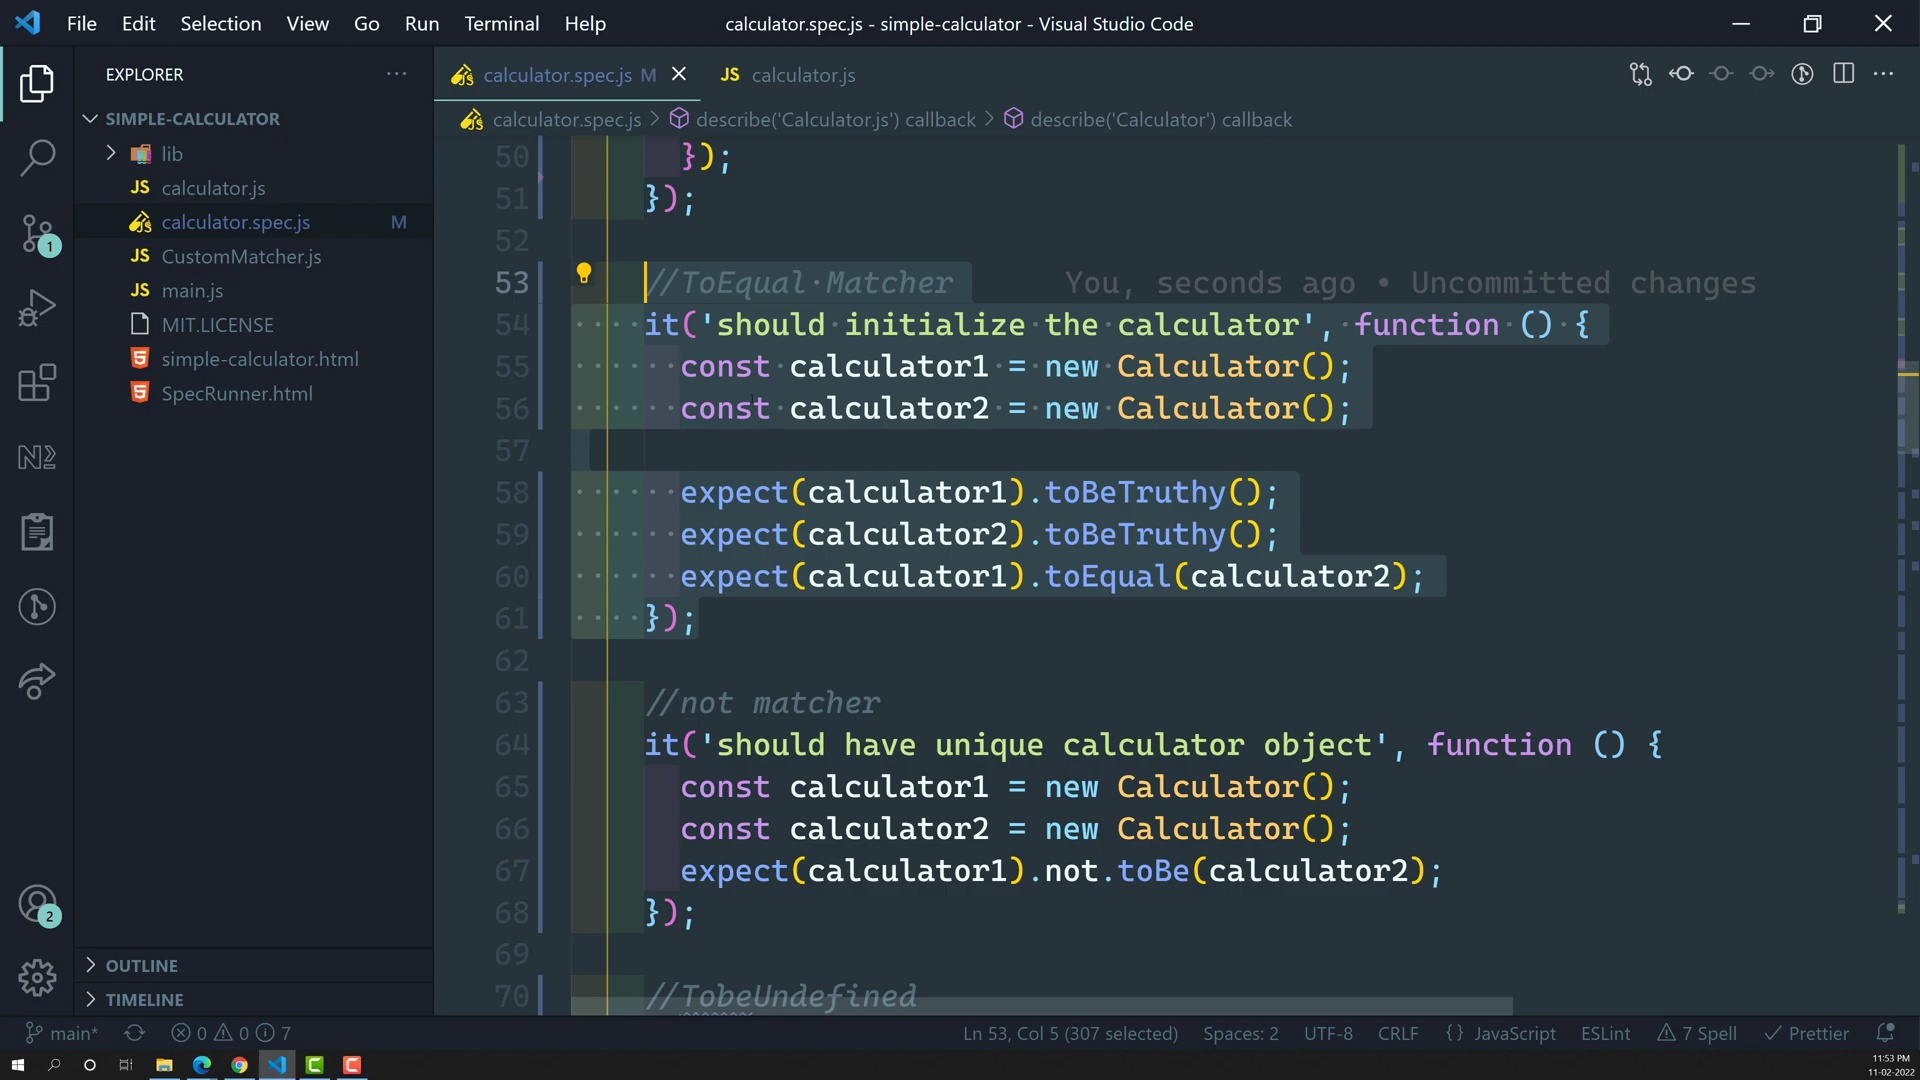 File Edit Selection View Go Run Terminal Help
calculator.spec.js - simple-calculator - Visual Studio Code
EXPLORER
SIMPLE-CALCULATOR
lib
JS calculator.js
calculator.spec.js M
JS CustomMatcher.js
JS main.js
MIT.LICENSE
simple-calculator.html
SpecRunner.html
OUTLINE
TIMELINE
1
2
calculator.spec.js M
JS calculator.js
calculator.spec.js > describe('Calculator.js') callback > describe('Calculator') callback
50 });
51 });
52
53 //ToEqual·Matcher You, seconds ago • Uncommitted changes
54 ····it('should·initialize·the·calculator',·function·()·{
55 ······const·calculator1·=·new·Calculator();
56 ······const·calculator2·=·new·Calculator();
57
58 ······expect(calculator1).toBeTruthy();
59 ······expect(calculator2).toBeTruthy();
60 ······expect(calculator1).toEqual(calculator2);
61 ····});
62
63 //not matcher
64 it('should have unique calculator object', function () {
65 const calculator1 = new Calculator();
66 const calculator2 = new Calculator();
67 expect(calculator1).not.toBe(calculator2);
68 });
69
70 //TobeUndefined
main* 0 0 7 Ln 53, Col 5 (307 selected) Spaces: 2 UTF-8 CRLF {} JavaScript ESLint 7 Spell Prettier
11:53 PM
11-02-2022